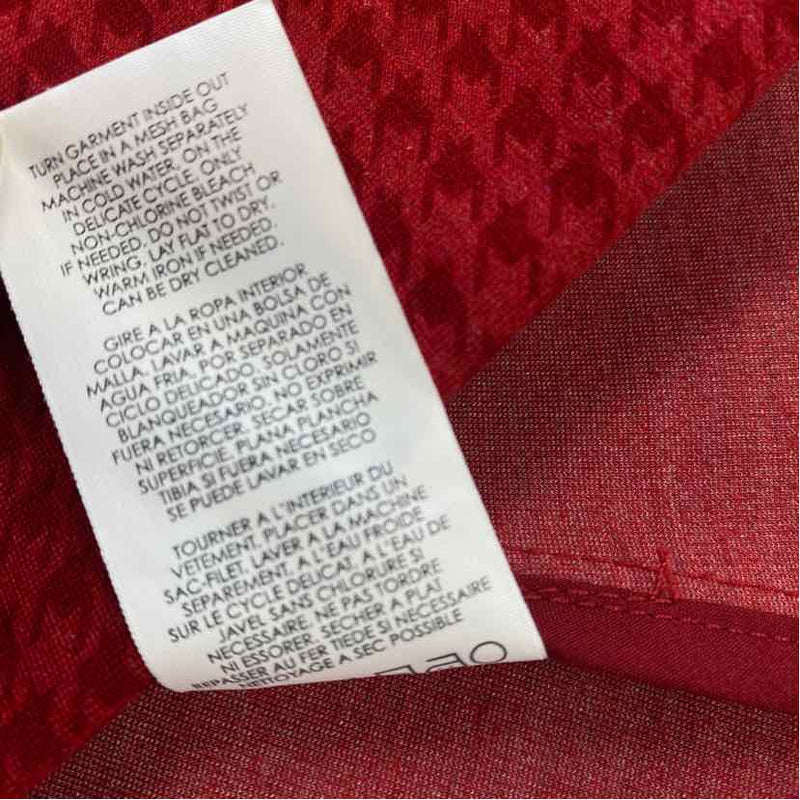 TURN GARMENT INSIDE OUT
PLACE IN A MESH BAG
MACHINE WASH SEPARATELY
IN COLD WATER, ON THE
DELICATE CYCLE, ONLY
NON-CHLORINE BLEACH
IF NEEDED. DO NOT TWIST OR
WRING. LAY FLAT TO DRY.
WARM IRON IF NEEDED.
CAN BE DRY CLEANED.
GIRE A LA ROPA INTERIOR
COLOCAR EN UNA BOLSA DE
MALLA, LAVAR A MAQUINA CON
AGUA FRIA, POR SEPARADO EN
CICLO DELICADO, SOLAMENTE
BLANQUEADOR SIN CLORO SI
FUERA NECESARIO, NO EXPRIMIR
NI RETORCER, SECAR SOBRE
SUPERFICIE, PLANA PLANCHA
TIBIA SI FUERA NECESARIO
SE PUEDE LAVAR EN SECO
TOURNER A L'INTERIEUR DU
VETEMENT, PLACER DANS UN
SAC-FILET, LAVER A LA MACHINE
SEPAREMENT, A L'EAU FROIDE
SUR LE CYCLE DELICAT, A L'EAU DE
JAVEL SANS CHLORURE SI
NECESSAIRE, NE PAS TORDRE
NI ESSORER, SECHER A PLAT
REPASSER AU FER TIEDE SI NECESSAIRE
NETTOYAGE A SEC POSSIBLE